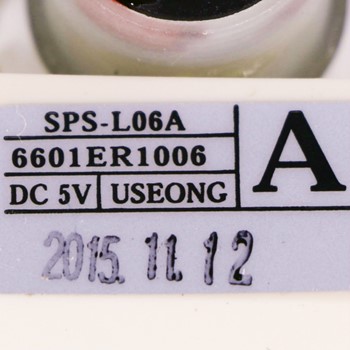 SPS-L06A
6601ER1006
DC 5V USEONG
A
2015.11.12